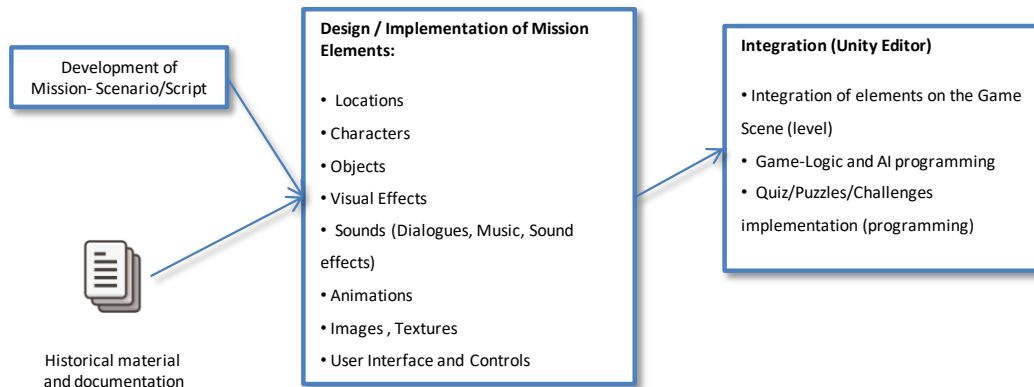 Development of
Mission- Scenario/Script
Historical material
and documentation
Design / Implementation of Mission
Elements:
• Locations
• Characters
• Objects
• Visual Effects
• Sounds (Dialogues, Music, Sound
effects)
• Animations
• Images , Textures
• User Interface and Controls
Integration (Unity Editor)
• Integration of elements on the Game
Scene (level)
• Game-Logic and AI programming
• Quiz/Puzzles/Challenges
implementation (programming)